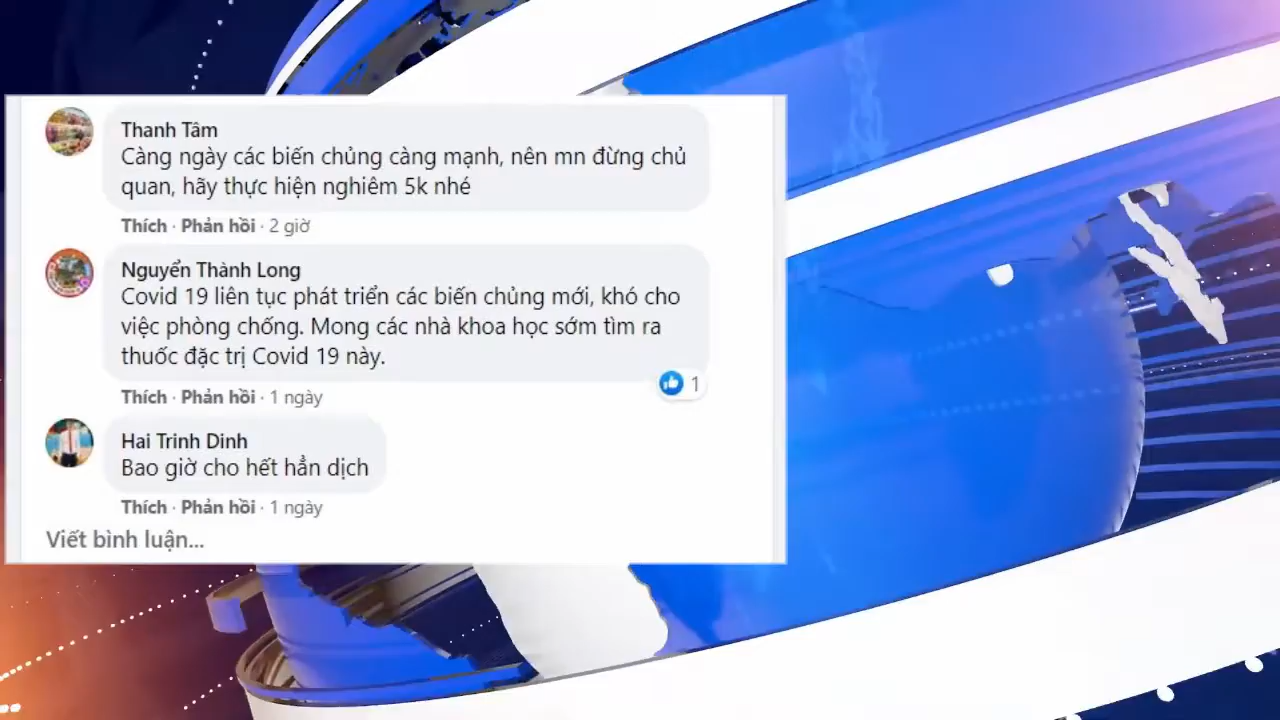 Thanh Tâm
Càng ngày các biến chủng càng mạnh, nên mn đừng chủ
quan, hãy thực hiện nghiêm 5k nhé
Thích · Phản hồi · 2 giờ
Nguyển Thành Long
Covid 19 liên tục phát triển các biến chủng mới, khó cho
việc phòng chống. Mong các nhà khoa học sớm tìm ra
thuốc đặc trị Covid 19 này.
1
Thích · Phản hồi · 1 ngày
Hai Trinh Dinh
Bao giờ cho hết hẳn dịch
Thích · Phản hồi · 1 ngày
Viết bình luận...